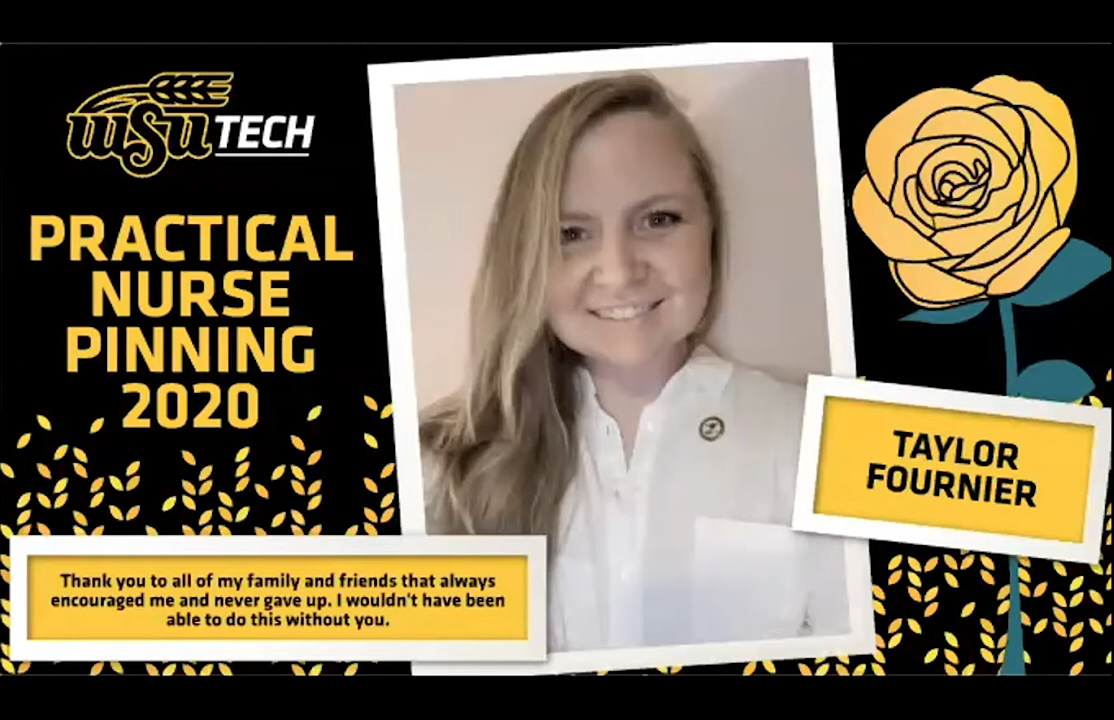 WSU TECH
PRACTICAL
NURSE
PINNING
2020
TAYLOR
FOURNIER
Thank you to all of my family and friends that always
encouraged me and never gave up. I wouldn't have been
able to do this without you.